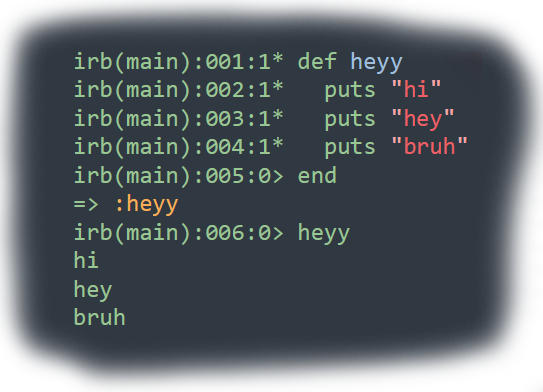 irb(main):001:1* def heyy
irb(main):002:1*   puts "hi"
irb(main):003:1*   puts "hey"
irb(main):004:1*   puts "bruh"
irb(main):005:0> end
=> :heyy
irb(main):006:0> heyy
hi
hey
bruh